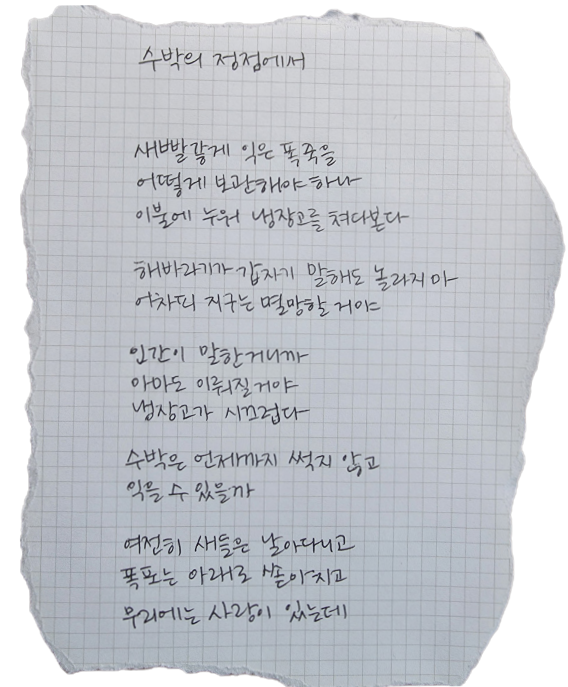 수박의 정점에서
새빨갛게 익은 폭죽을
어떻게 보관해야 하나
이불에 누워 냉장고를 쳐다본다
해바라기가 갑자기 말해도 놀라지 마
어차피 지구는 멸망할 거야
인간이 말한거니까
아마도 이뤄질거야
냉장고가 시끄럽다
수박은 언제까지 썩지 않고
익을 수 있을까
여전히 새들은 날아다니고
폭포는 아래로 쏟아지고
무리에는 사랑이 있는데